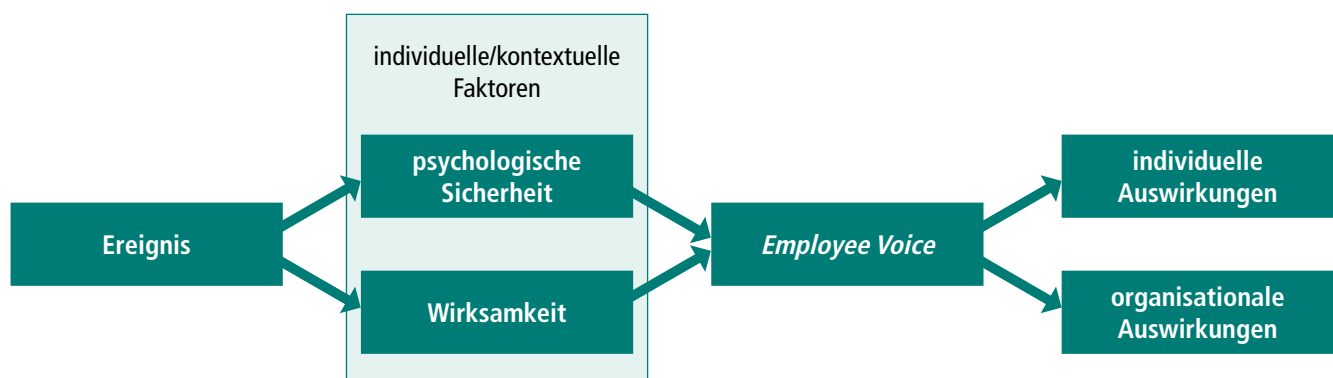 individuelle/kontextuelle
Faktoren
psychologische
Sicherheit
individuelle
Auswirkungen
Ereignis
Employee Voice
Wirksamkeit
organisationale
Auswirkungen